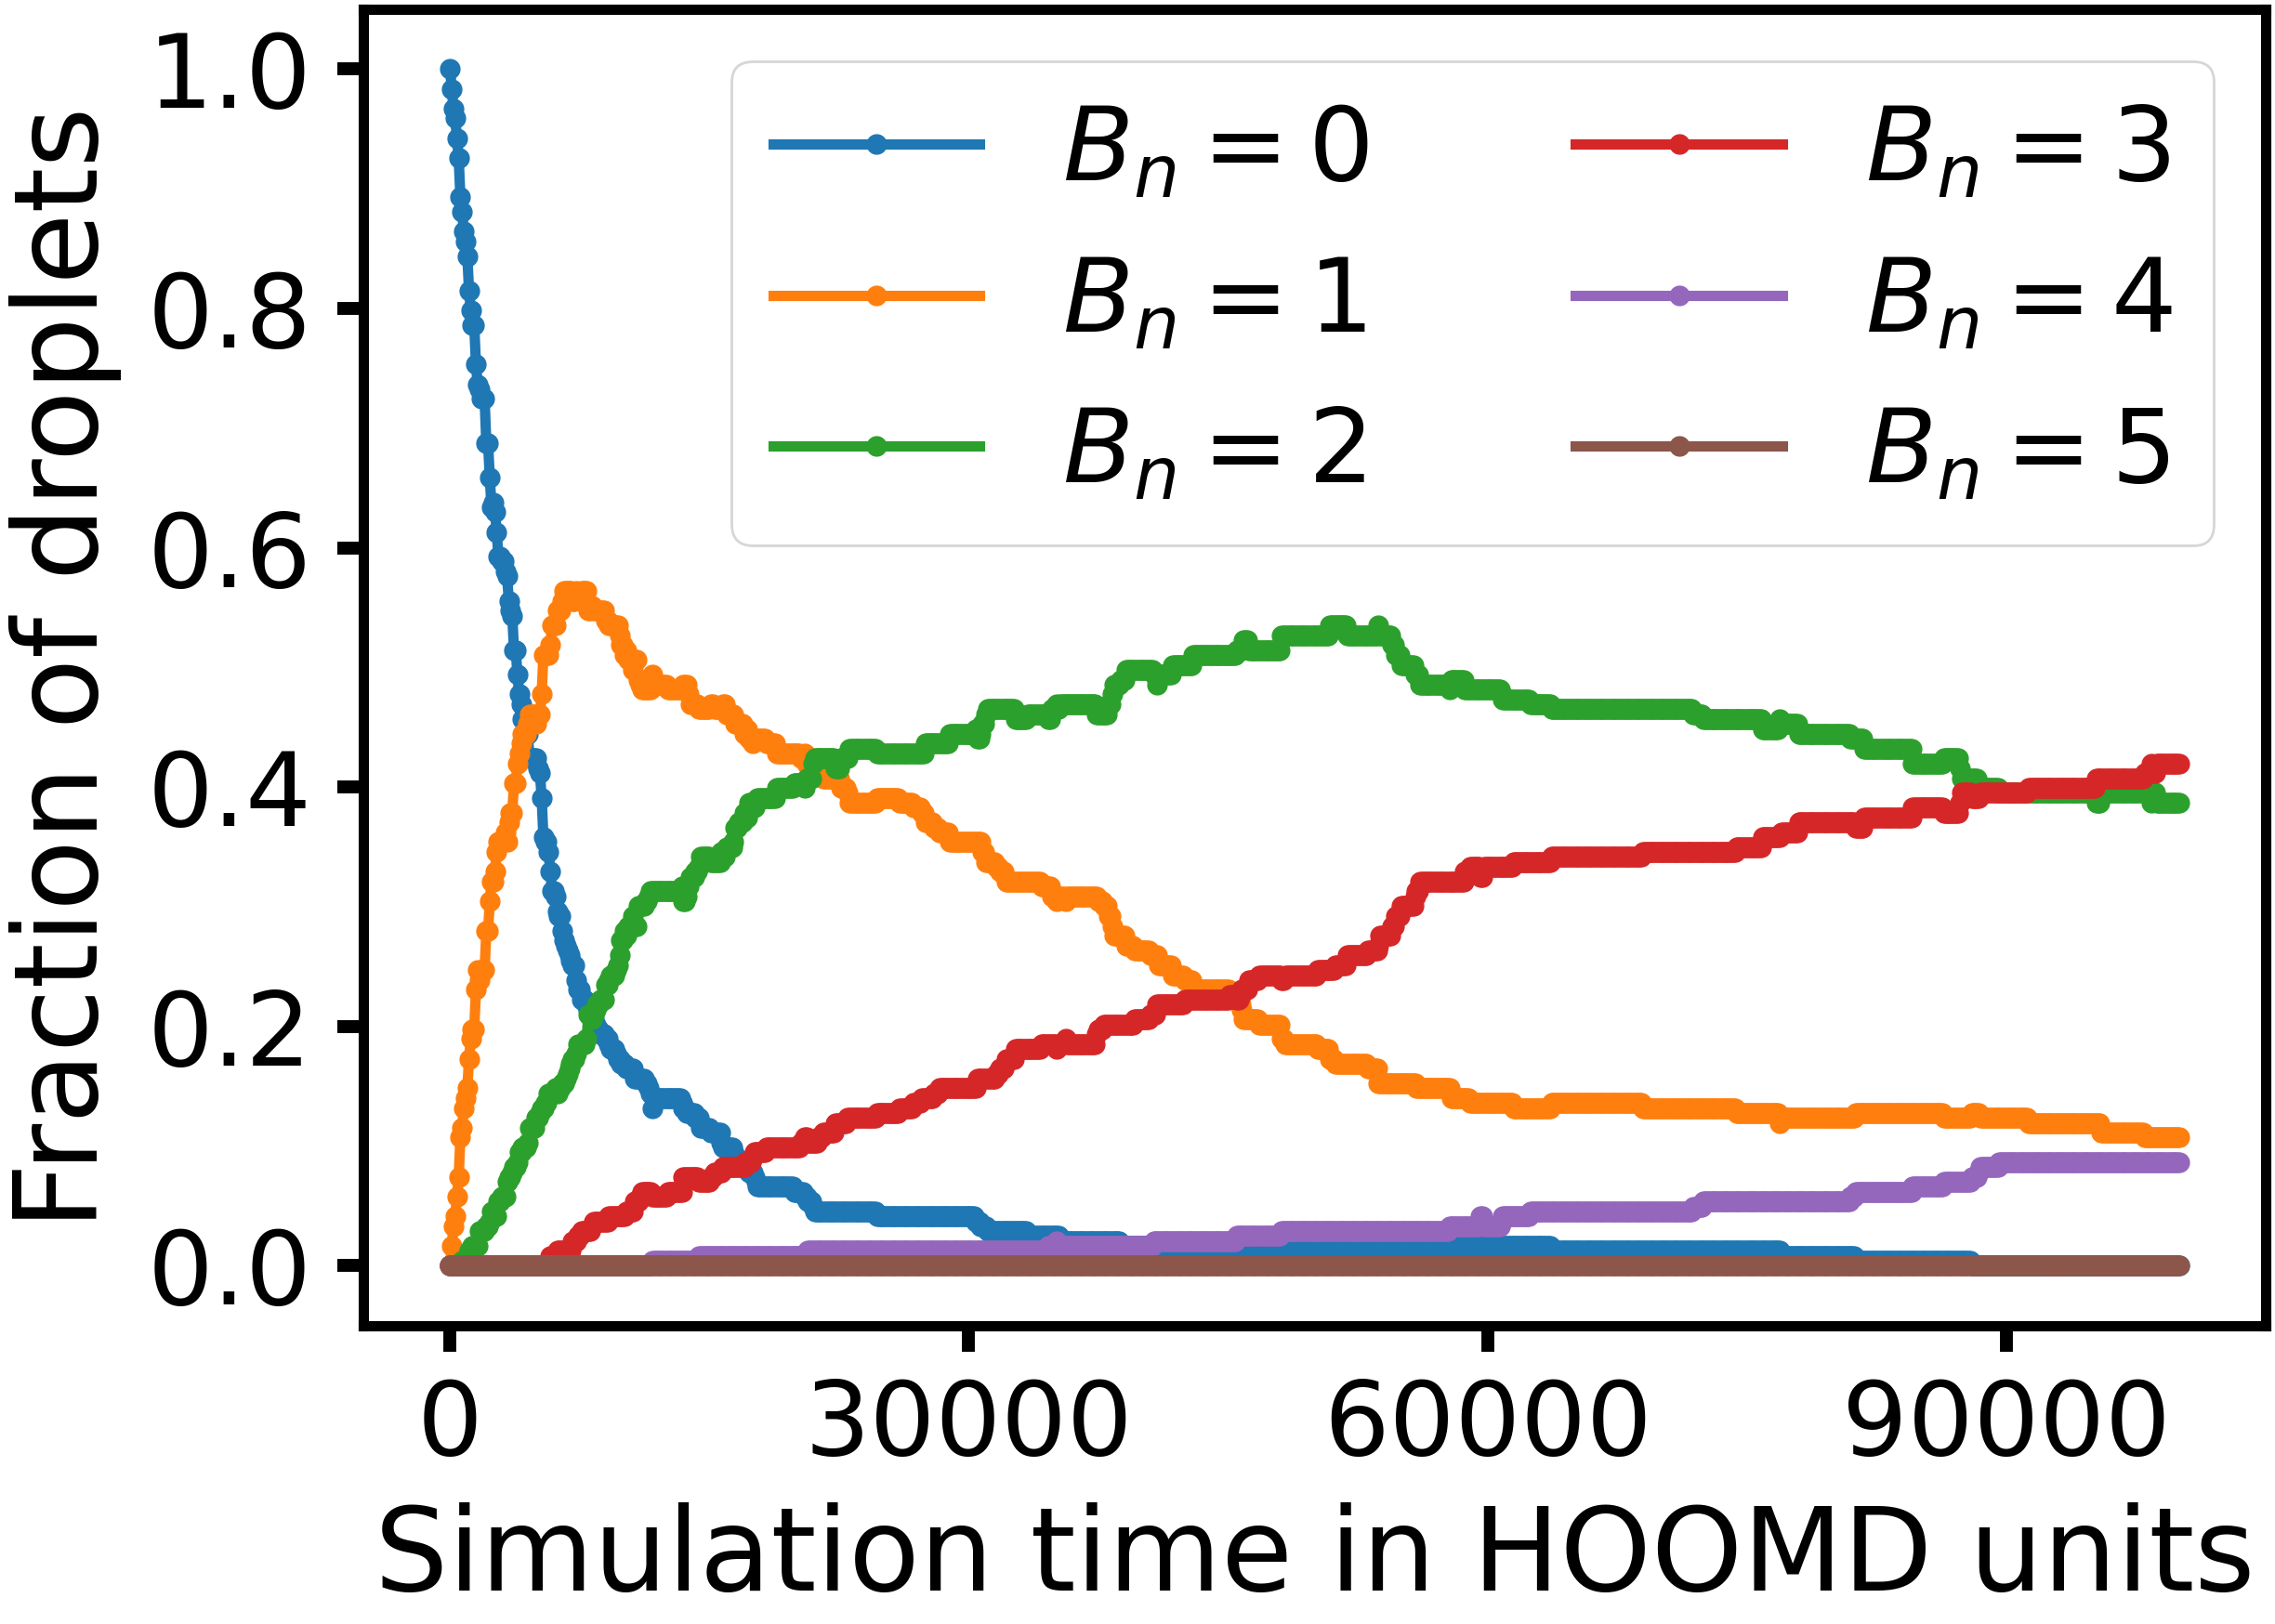 Fraction of droplets
1.0
0.8
0.6
0.4
0.2
0.0
B_n = 0
B_n = 1
B_n = 2
B_n = 3
B_n = 4
B_n = 5
0 30000 60000 90000
Simulation time in HOOMD units